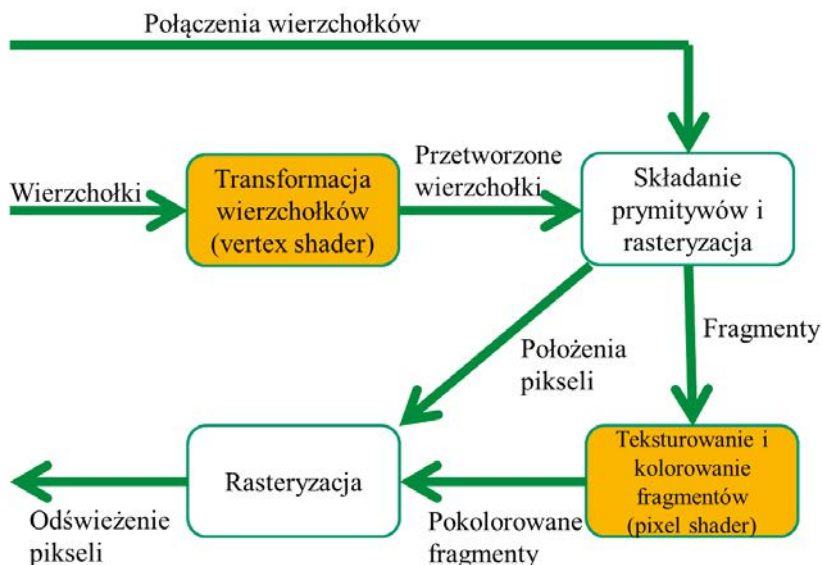 Połączenia wierzchołków
Wierzchołki
Transformacja
wierzchołków
(vertex shader)
Przetworzone
wierzchołki
Składanie
prymitywów i
rasteryzacja
Położenia
pikseli
Fragmenty
Teksturowanie i
kolorowanie
fragmentów
(pixel shader)
Pokolorowane
fragmenty
Rasteryzacja
Odświeżenie
pikseli